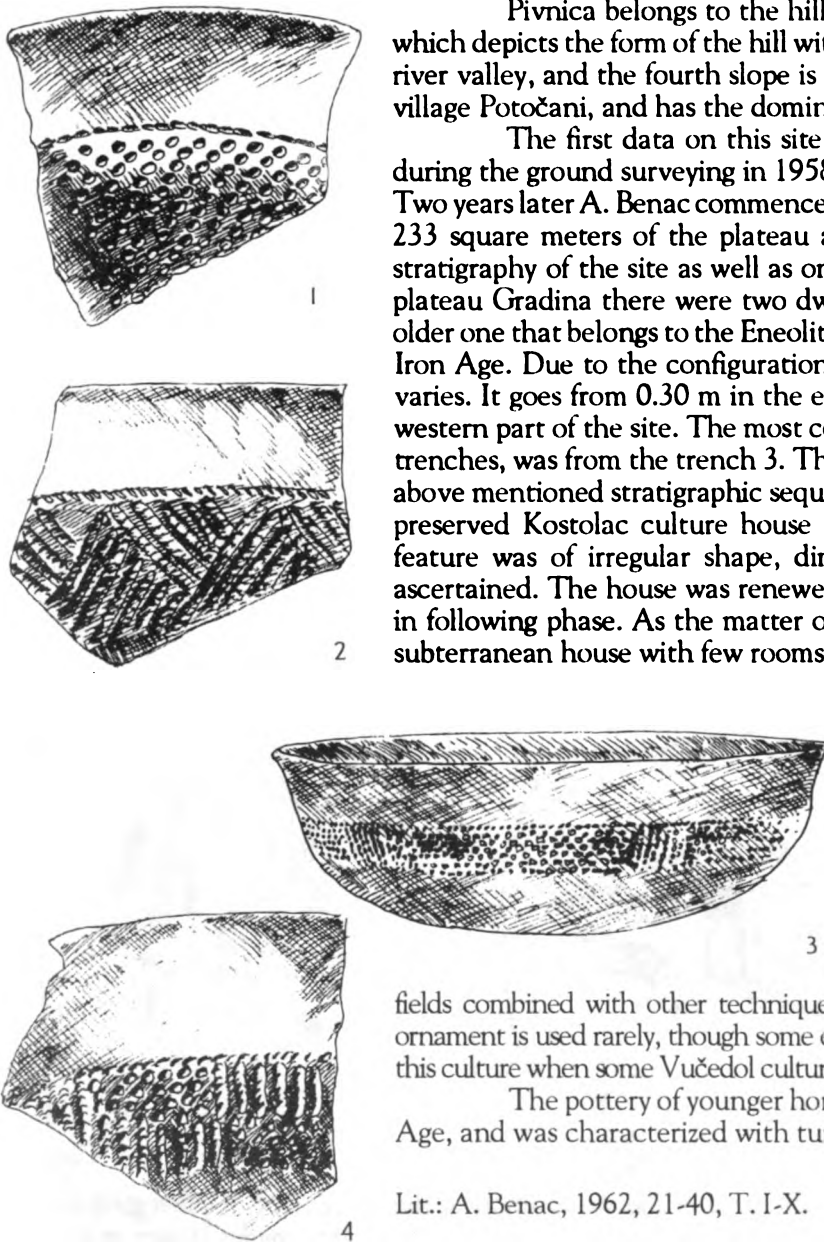 Pivnica belongs to the hill
which depicts the form of the hill wit
river valley, and the fourth slope is
village Potočani, and has the domin
The first data on this site
during the ground surveying in 1958
Two years later A. Benac commence
233 square meters of the plateau a
stratigraphy of the site as well as or
plateau Gradina there were two dw
older one that belongs to the Eneolit
Iron Age. Due to the configuration
varies. It goes from 0.30 m in the e
western part of the site. The most co
trenches, was from the trench 3. Th
above mentioned stratigraphic sequ
preserved Kostolac culture house
feature was of irregular shape, dir
ascertained. The house was renewe
in following phase. As the matter o
subterranean house with few rooms
1
2
3
4
fields combined with other technique
ornament is used rarely, though some e
this culture when some Vučedol cultur
The pottery of younger hor
Age, and was characterized with tu
Lit.: A. Benac, 1962, 21-40, T. I-X.